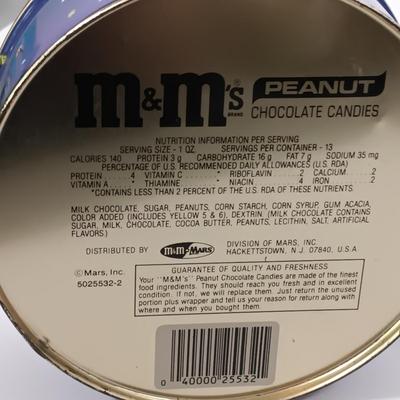 m&m's® PEANUT
BRAND CHOCOLATE CANDIES
NUTRITION INFORMATION PER SERVING
SERVING SIZE - 1 OZ. SERVINGS PER CONTAINER - 13
CALORIES 140 PROTEIN 3 g CARBOHYDRATE 16 g FAT 7 g SODIUM 35 mg
PERCENTAGE OF U.S. RECOMMENDED DAILY ALLOWANCES (U.S. RDA)
PROTEIN.......4 VITAMIN C.....* RIBOFLAVIN.....2 CALCIUM.......2
VITAMIN A.....* THIAMINE.....* NIACIN.....4 IRON.....2
*CONTAINS LESS THAN 2 PERCENT OF THE U.S. RDA OF THESE NUTRIENTS.
MILK CHOCOLATE, SUGAR, PEANUTS, CORN STARCH, CORN SYRUP, GUM ACACIA,
COLOR ADDED (INCLUDES YELLOW 5 & 6), DEXTRIN (MILK CHOCOLATE CONTAINS
SUGAR, MILK, CHOCOLATE, COCOA BUTTER, PEANUTS, LECITHIN, SALT, ARTIFICIAL
FLAVORS)
DISTRIBUTED BY M&M-MARS DIVISION OF MARS, INC.
HACKETTSTOWN, N.J. 07840, U.S.A.
©Mars, Inc.
5025532-2
GUARANTEE OF QUALITY AND FRESHNESS
Your "M&M's" Peanut Chocolate Candies are made of the finest
food ingredients. They should reach you fresh and in excellent
condition. If not, we will replace them. Just return the unused
portion plus wrapper and tell us your reason for return along with
where and when you bought them.
0 40000 25532